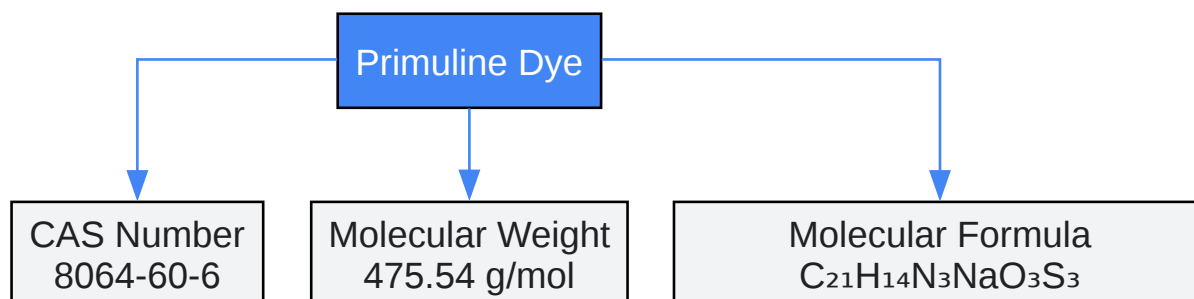 Primuline Dye
CAS Number
8064-60-6
Molecular Weight
475.54 g/mol
Molecular Formula
C₂₁H₁₄N₃NaO₃S₃